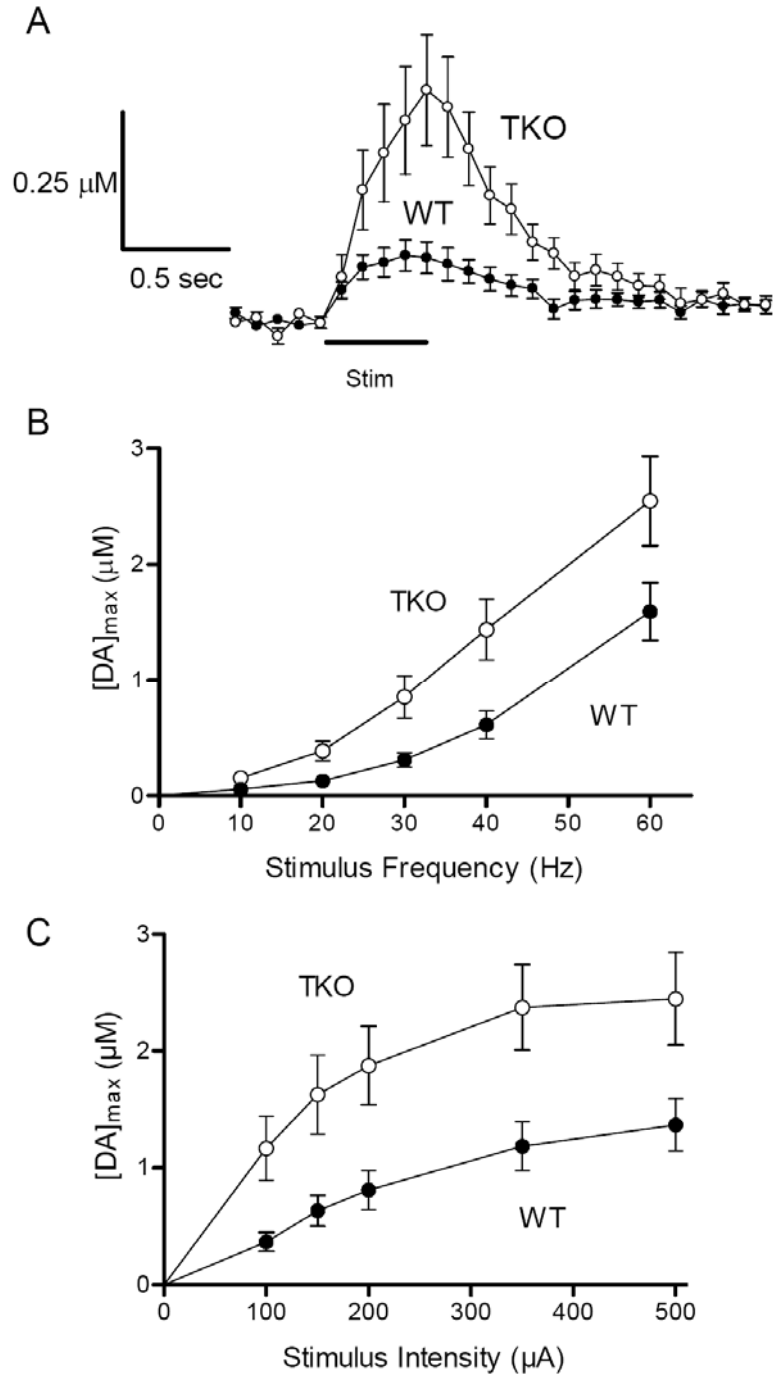 A
TKO
0.25 μM
WT
0.5 sec
Stim
B
3
2
1
0
[DA]max (μM)
TKO
WT
0 10 20 30 40 50 60
Stimulus Frequency (Hz)
C
3
2
1
0
[DA]max (μM)
TKO
WT
0 100 200 300 400 500
Stimulus Intensity (μA)